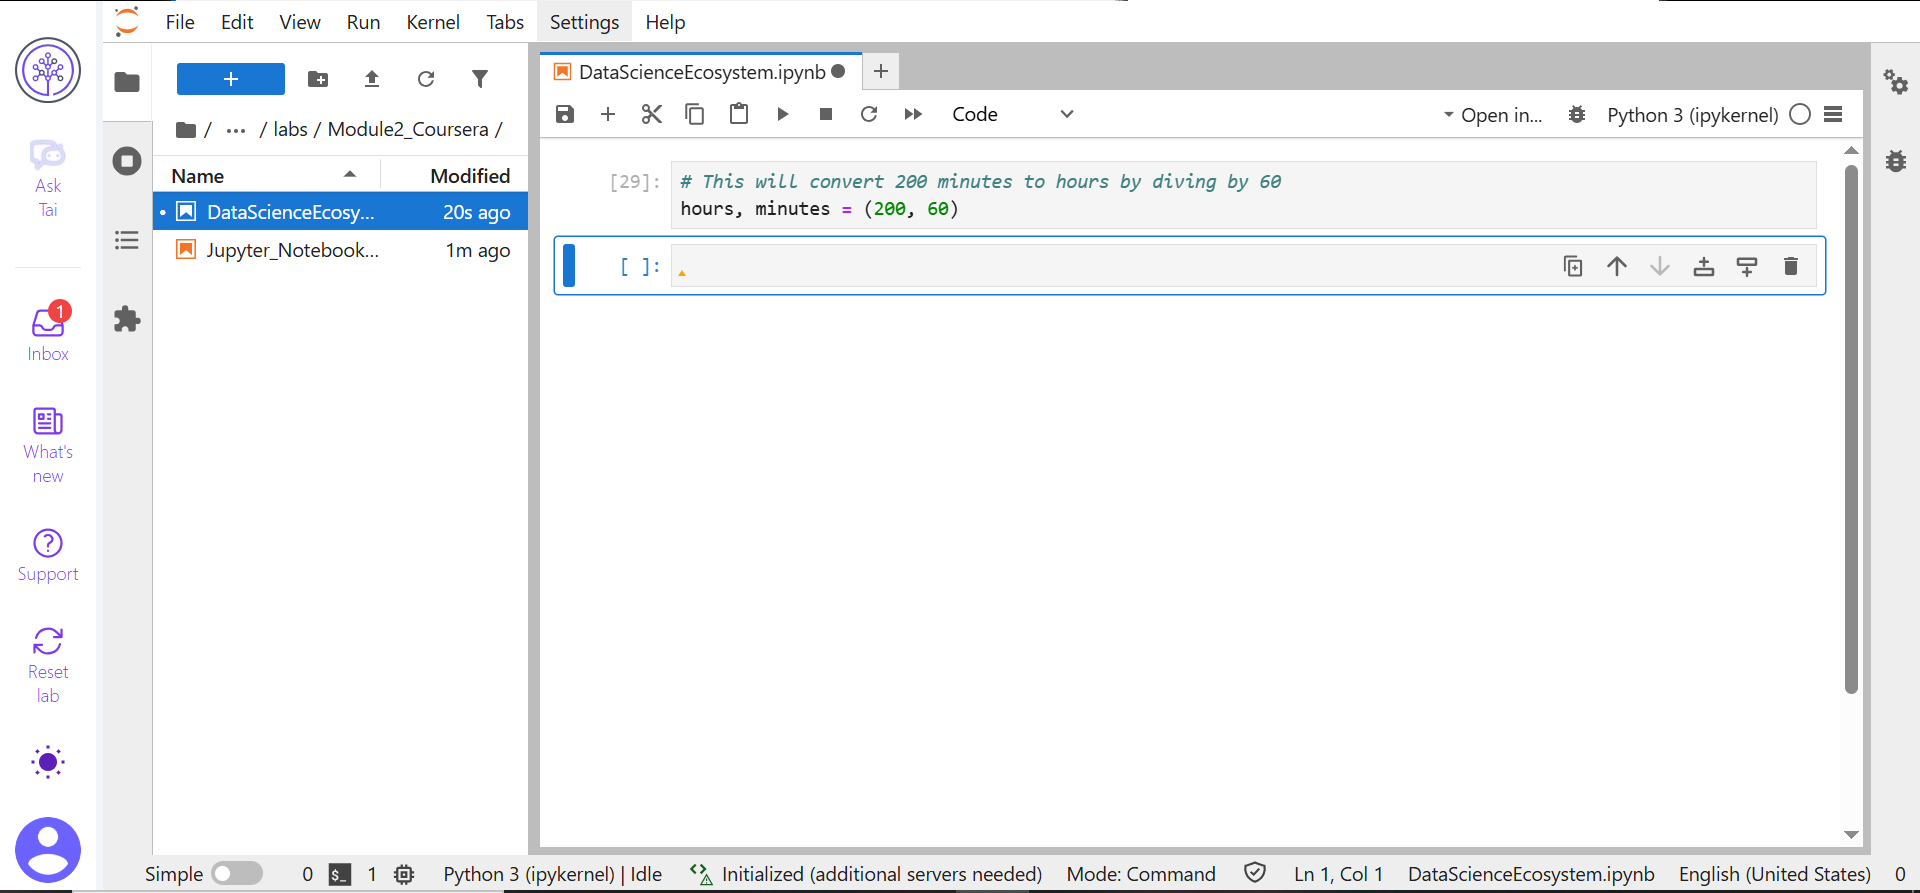 File Edit View Run Kernel Tabs Settings Help
Ask
Tai
1
Inbox
What's
new
Support
Reset
lab
+
/ ... / labs / Module2_Coursera /
Name Modified
DataScienceEcosy... 20s ago
Jupyter_Notebook... 1m ago
DataScienceEcosystem.ipynb
Code
Open in...
Python 3 (ipykernel)
[29]:
# This will convert 200 minutes to hours by diving by 60
hours, minutes = (200, 60)
[ ]:
Simple 0 $_ 1 Python 3 (ipykernel) | Idle Initialized (additional servers needed) Mode: Command Ln 1, Col 1 DataScienceEcosystem.ipynb English (United States) 0